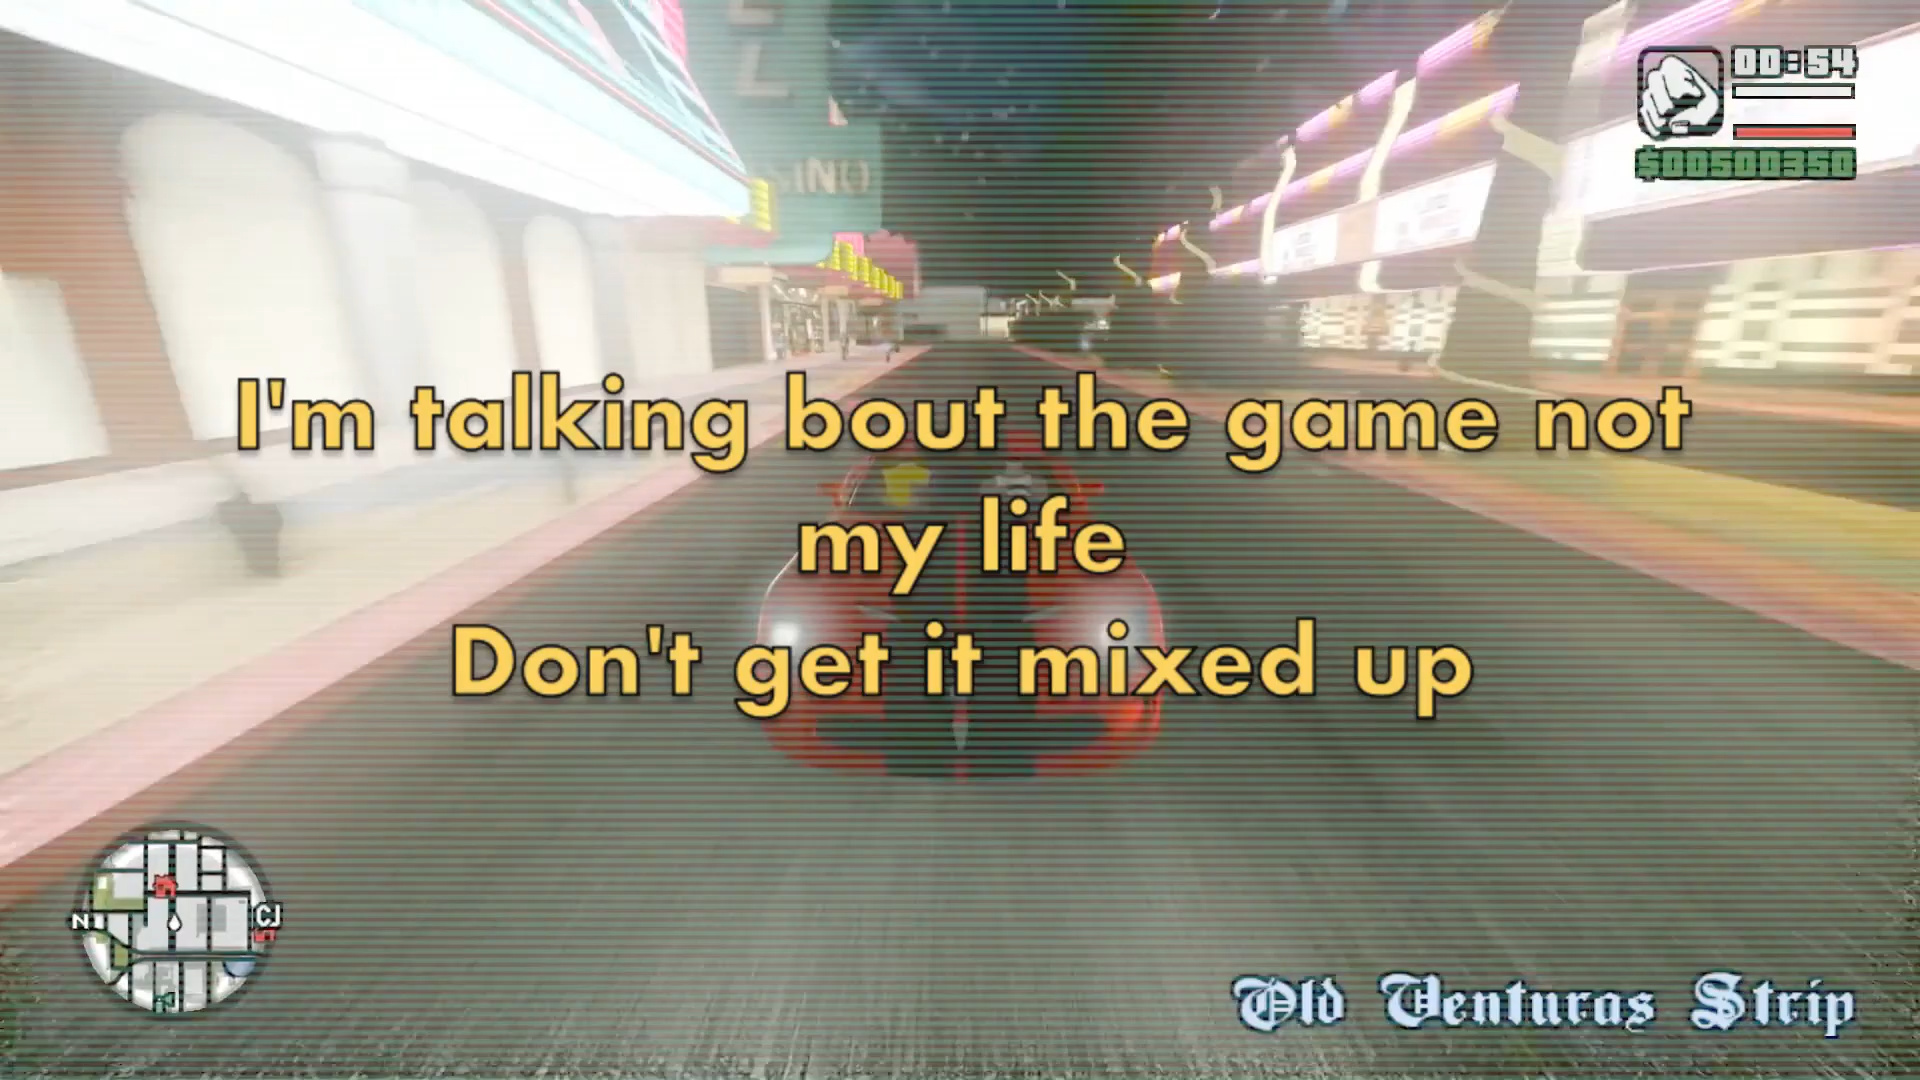 00:54
$00500350
I'm talking bout the game not
my life
Don't get it mixed up
N
CJ
Old Venturas Strip